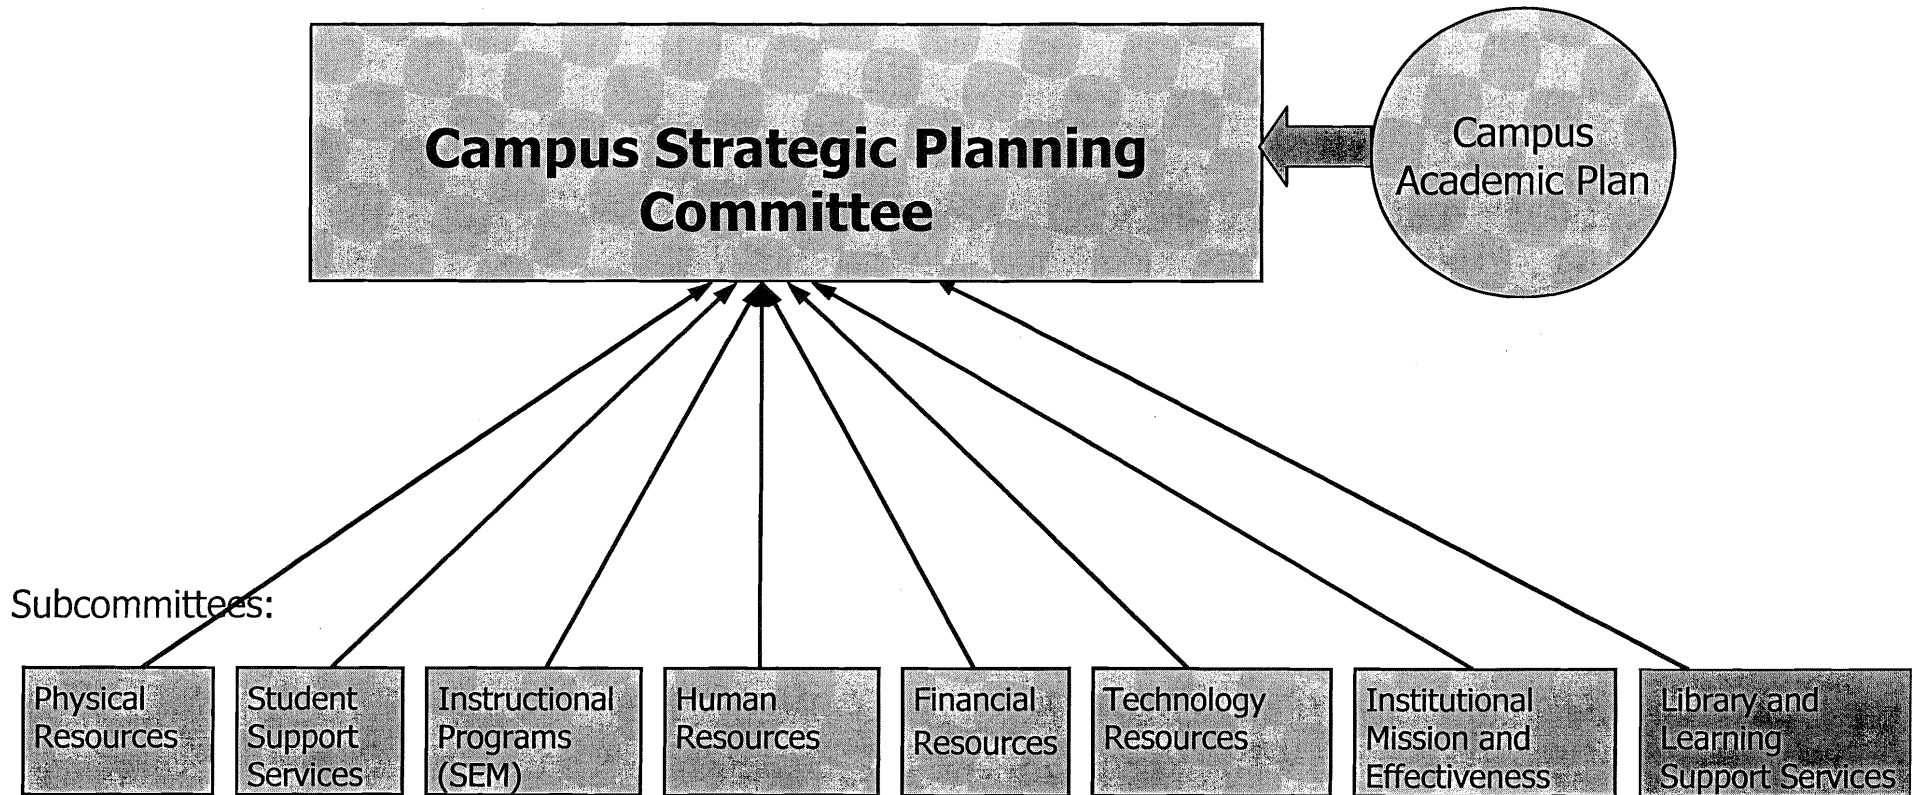 Campus Strategic Planning
Committee
Campus
Academic Plan
Subcommittees:
Physical
Resources
Student
Support
Services
Instructional
Programs
(SEM)
Human
Resources
Financial
Resources
Technology
Resources
Institutional
Mission and
Effectiveness
Library and
Learning
Support Services